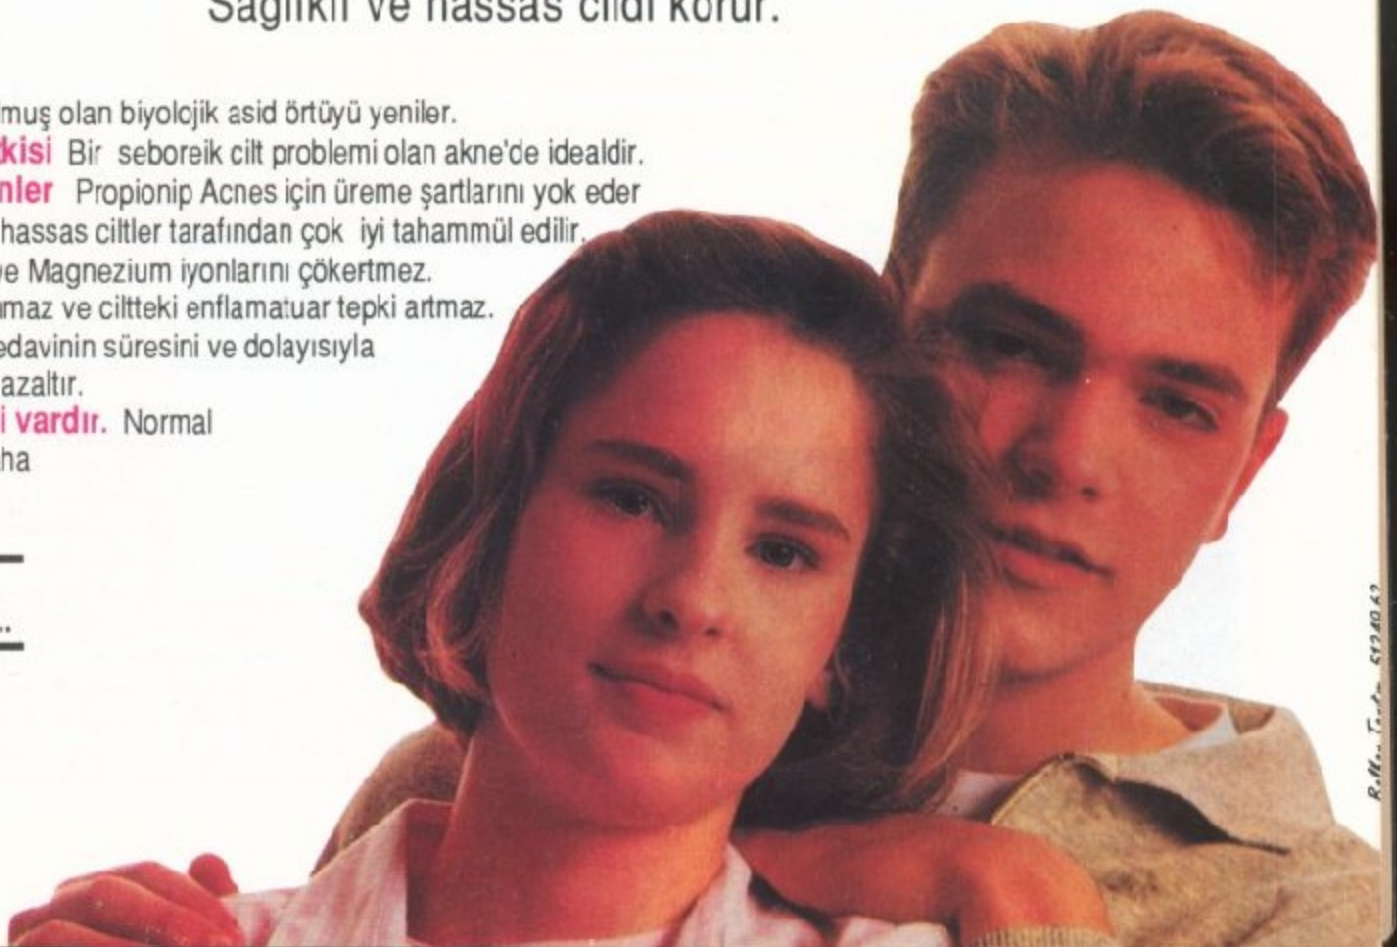 Sağlıklı ve hassas cildi korur.
muş olan biyolojik asid örtüyü yeniler.
kisi Bir seboreik cilt problemi olan akne'de idealdir.
nler Propionip Acnes için üreme şartlarını yok eder
hassas ciltler tarafından çok iyi tahammül edilir.
ve Magnezium iyonlarını çökertmez.
maz ve ciltteki enflamatuar tepki artmaz.
edavinin süresini ve dolayısıyla
azaltır.
i vardır. Normal
ha
..